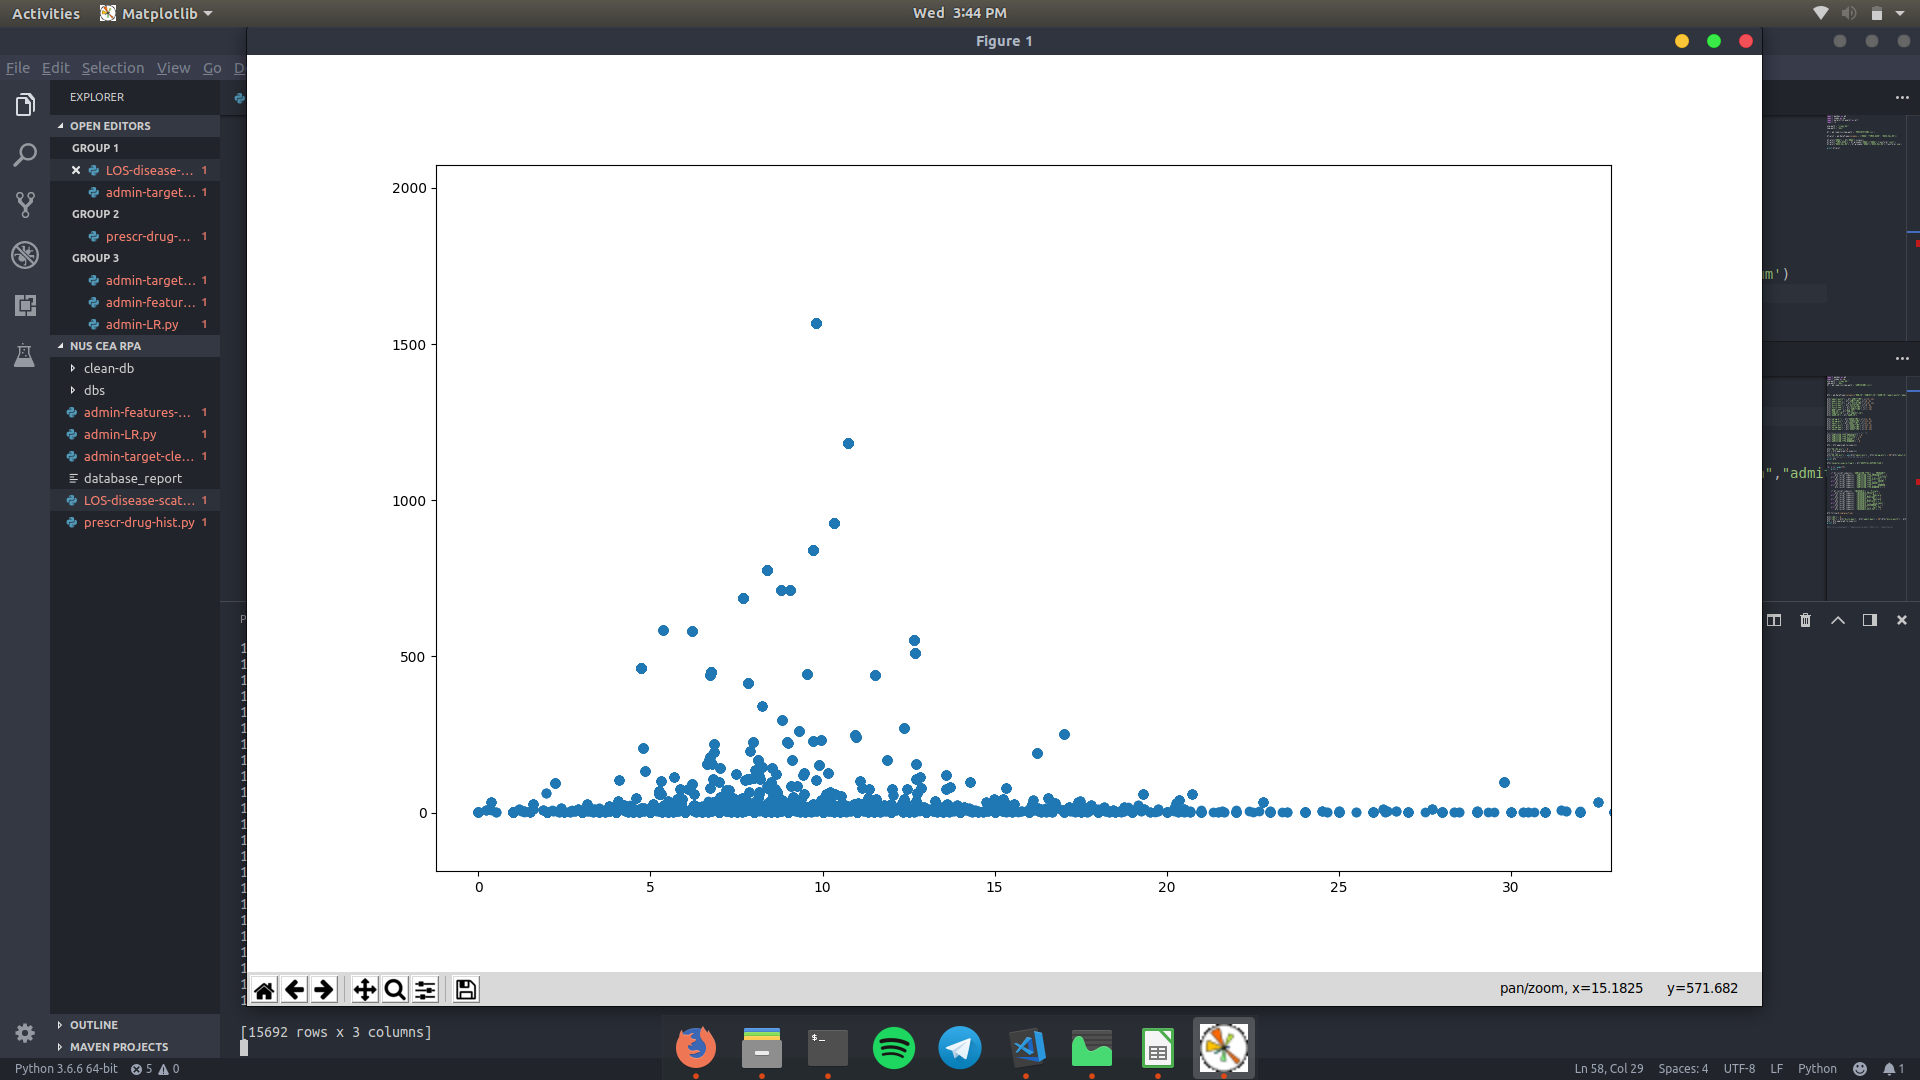 Activities Matplotlib Wed 3:44 PM
Figure 1
File Edit Selection View Go D
EXPLORER
OPEN EDITORS
GROUP 1
LOS-disease-... 1
admin-target... 1
GROUP 2
prescr-drug-... 1
GROUP 3
admin-target... 1
admin-featur... 1
admin-LR.py 1
NUS CEA RPA
clean-db
dbs
admin-features-... 1
admin-LR.py 1
admin-target-cle... 1
database_report
LOS-disease-scat... 1
prescr-drug-hist.py 1
OUTLINE
MAVEN PROJECTS
2000
1500
1000
500
0
0 5 10 15 20 25 30
m')
","admi
pan/zoom, x=15.1825 y=571.682
[15692 rows x 3 columns]
$_
Python 3.6.6 64-bit 5 0
Ln 58, Col 29 Spaces: 4 UTF-8 LF Python 1